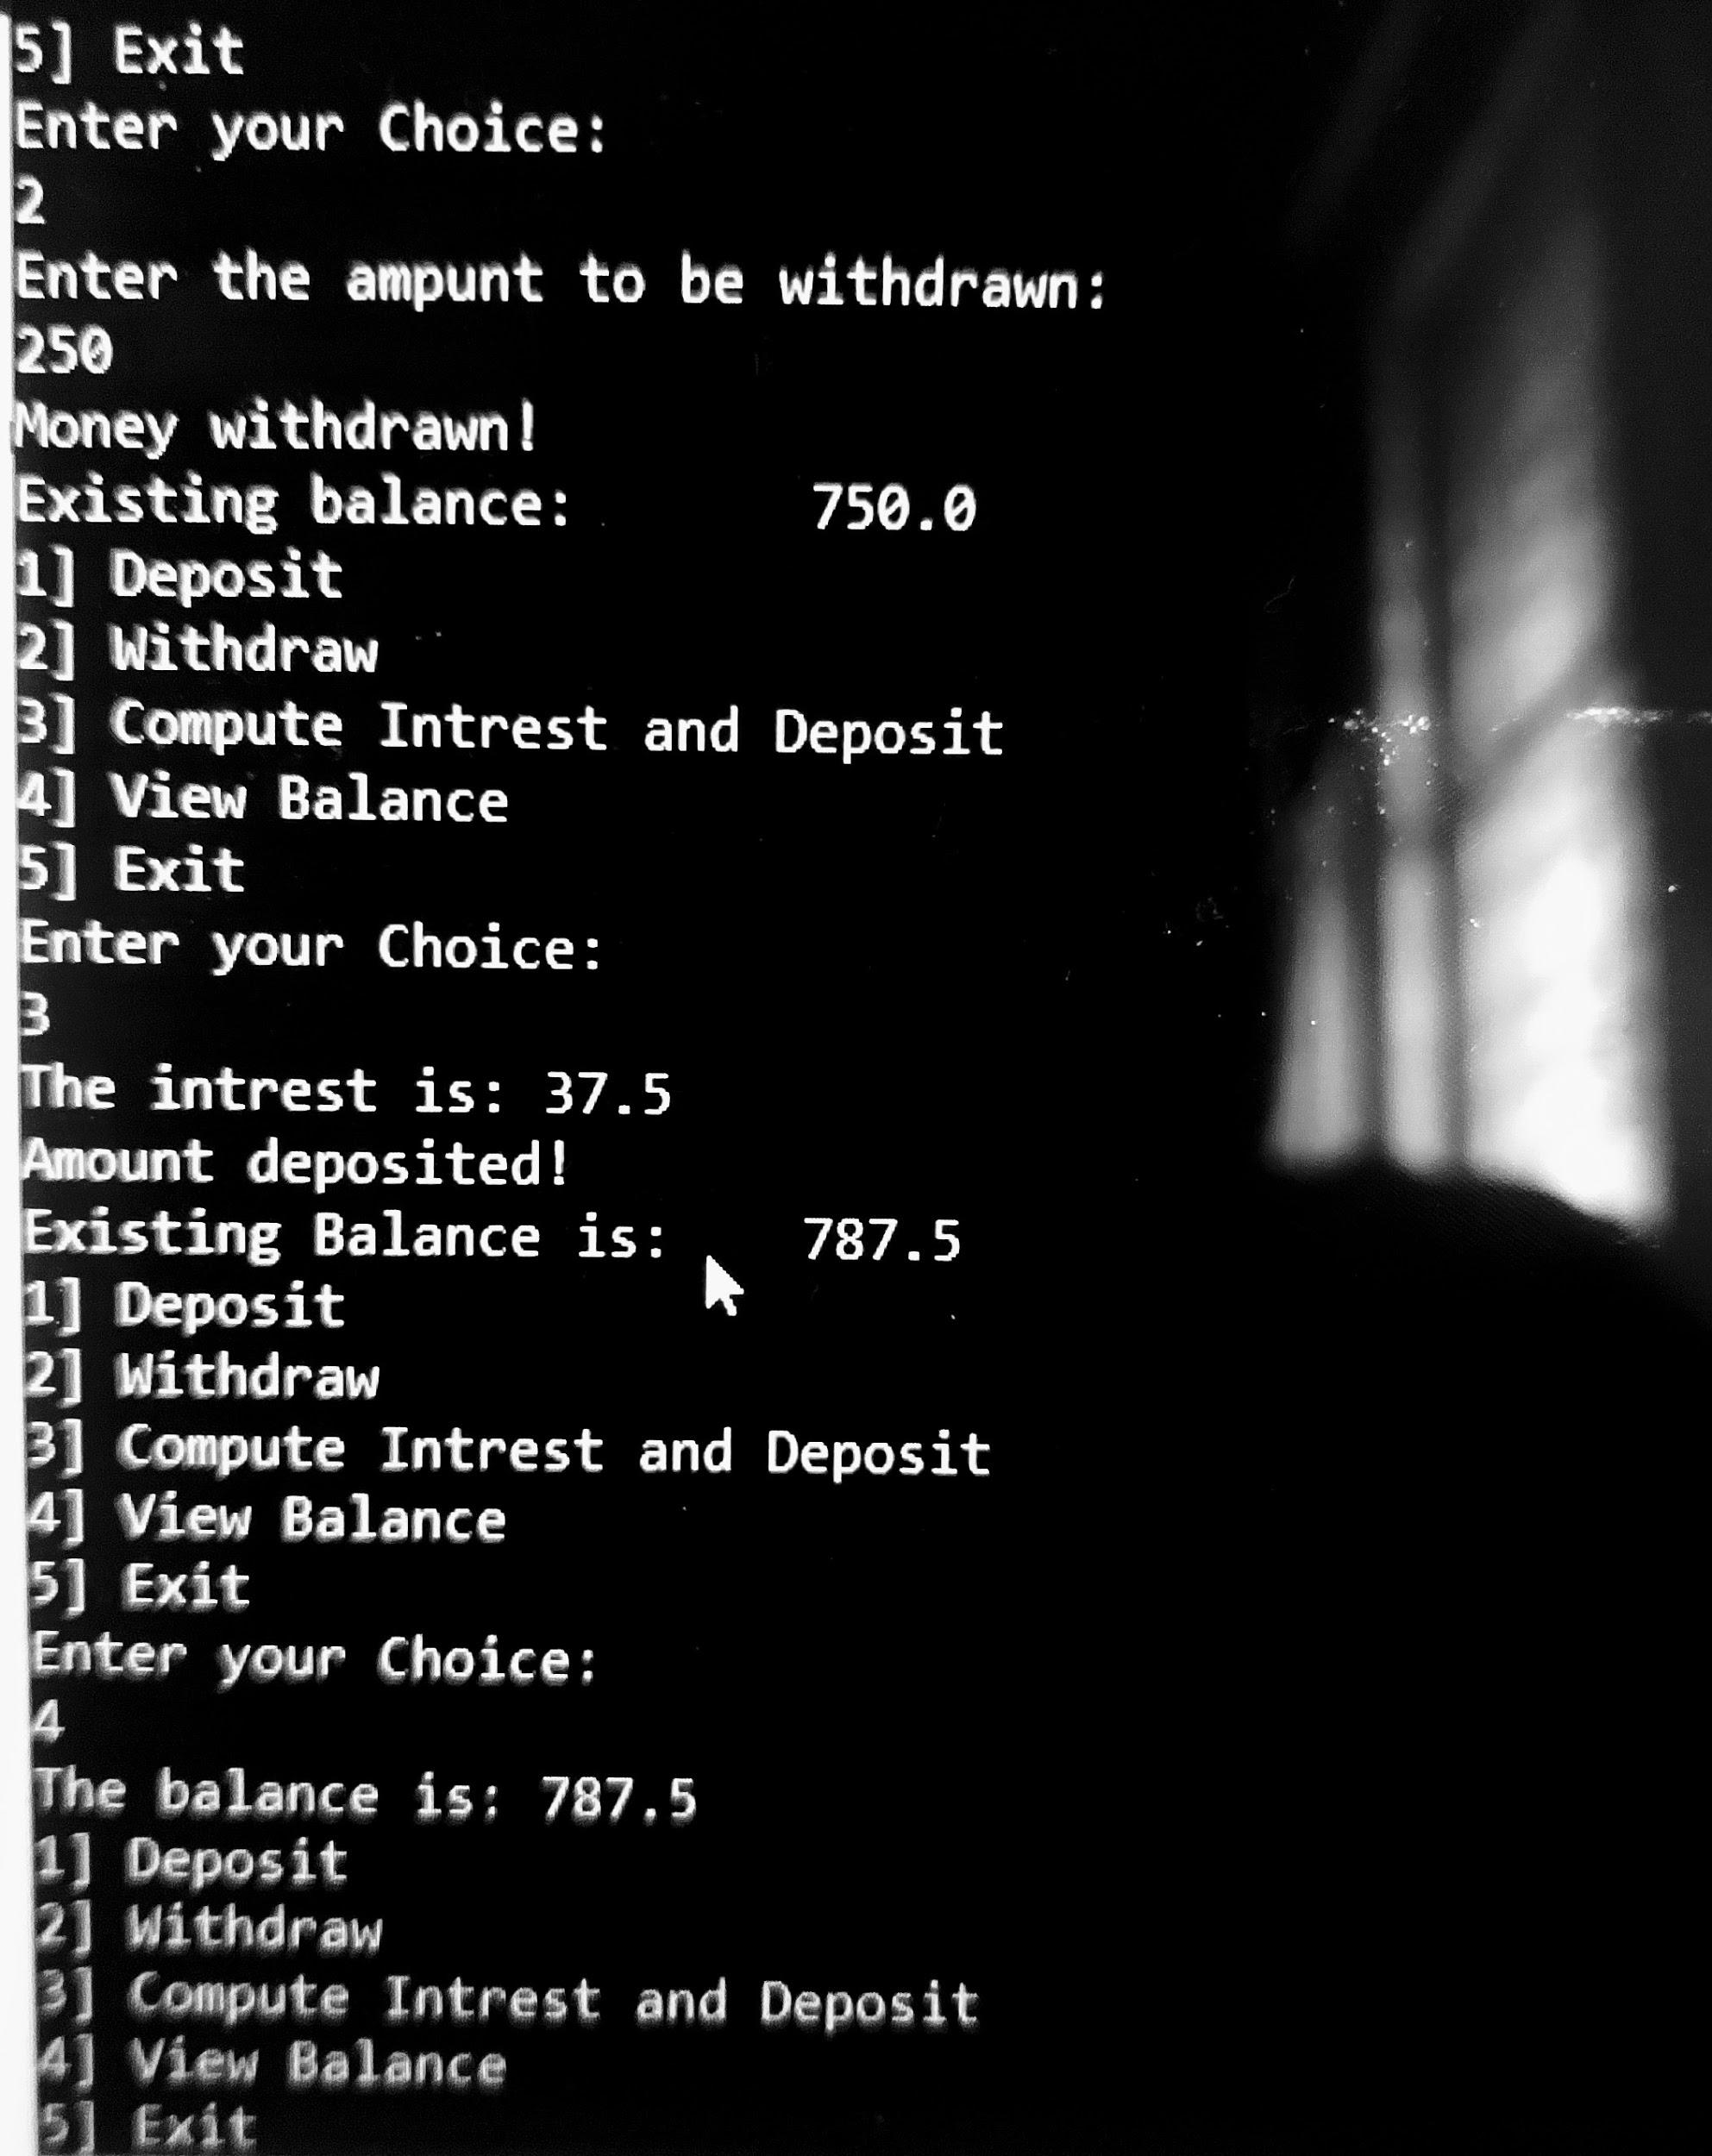 5] Exit
Enter your Choice:
2
Enter the ampunt to be withdrawn:
250
Money withdrawn!
Existing balance: 750.0
1] Deposit
2] Withdraw
3] Compute Intrest and Deposit
4] View Balance
5] Exit
Enter your Choice:
3
The intrest is: 37.5
Amount deposited!
Existing Balance is: 787.5
1] Deposit
2] Withdraw
3] Compute Intrest and Deposit
4] View Balance
5] Exit
Enter your Choice:
4
The balance is: 787.5
1] Deposit
2] Withdraw
3] Compute Intrest and Deposit
4] View Balance
5] Exit